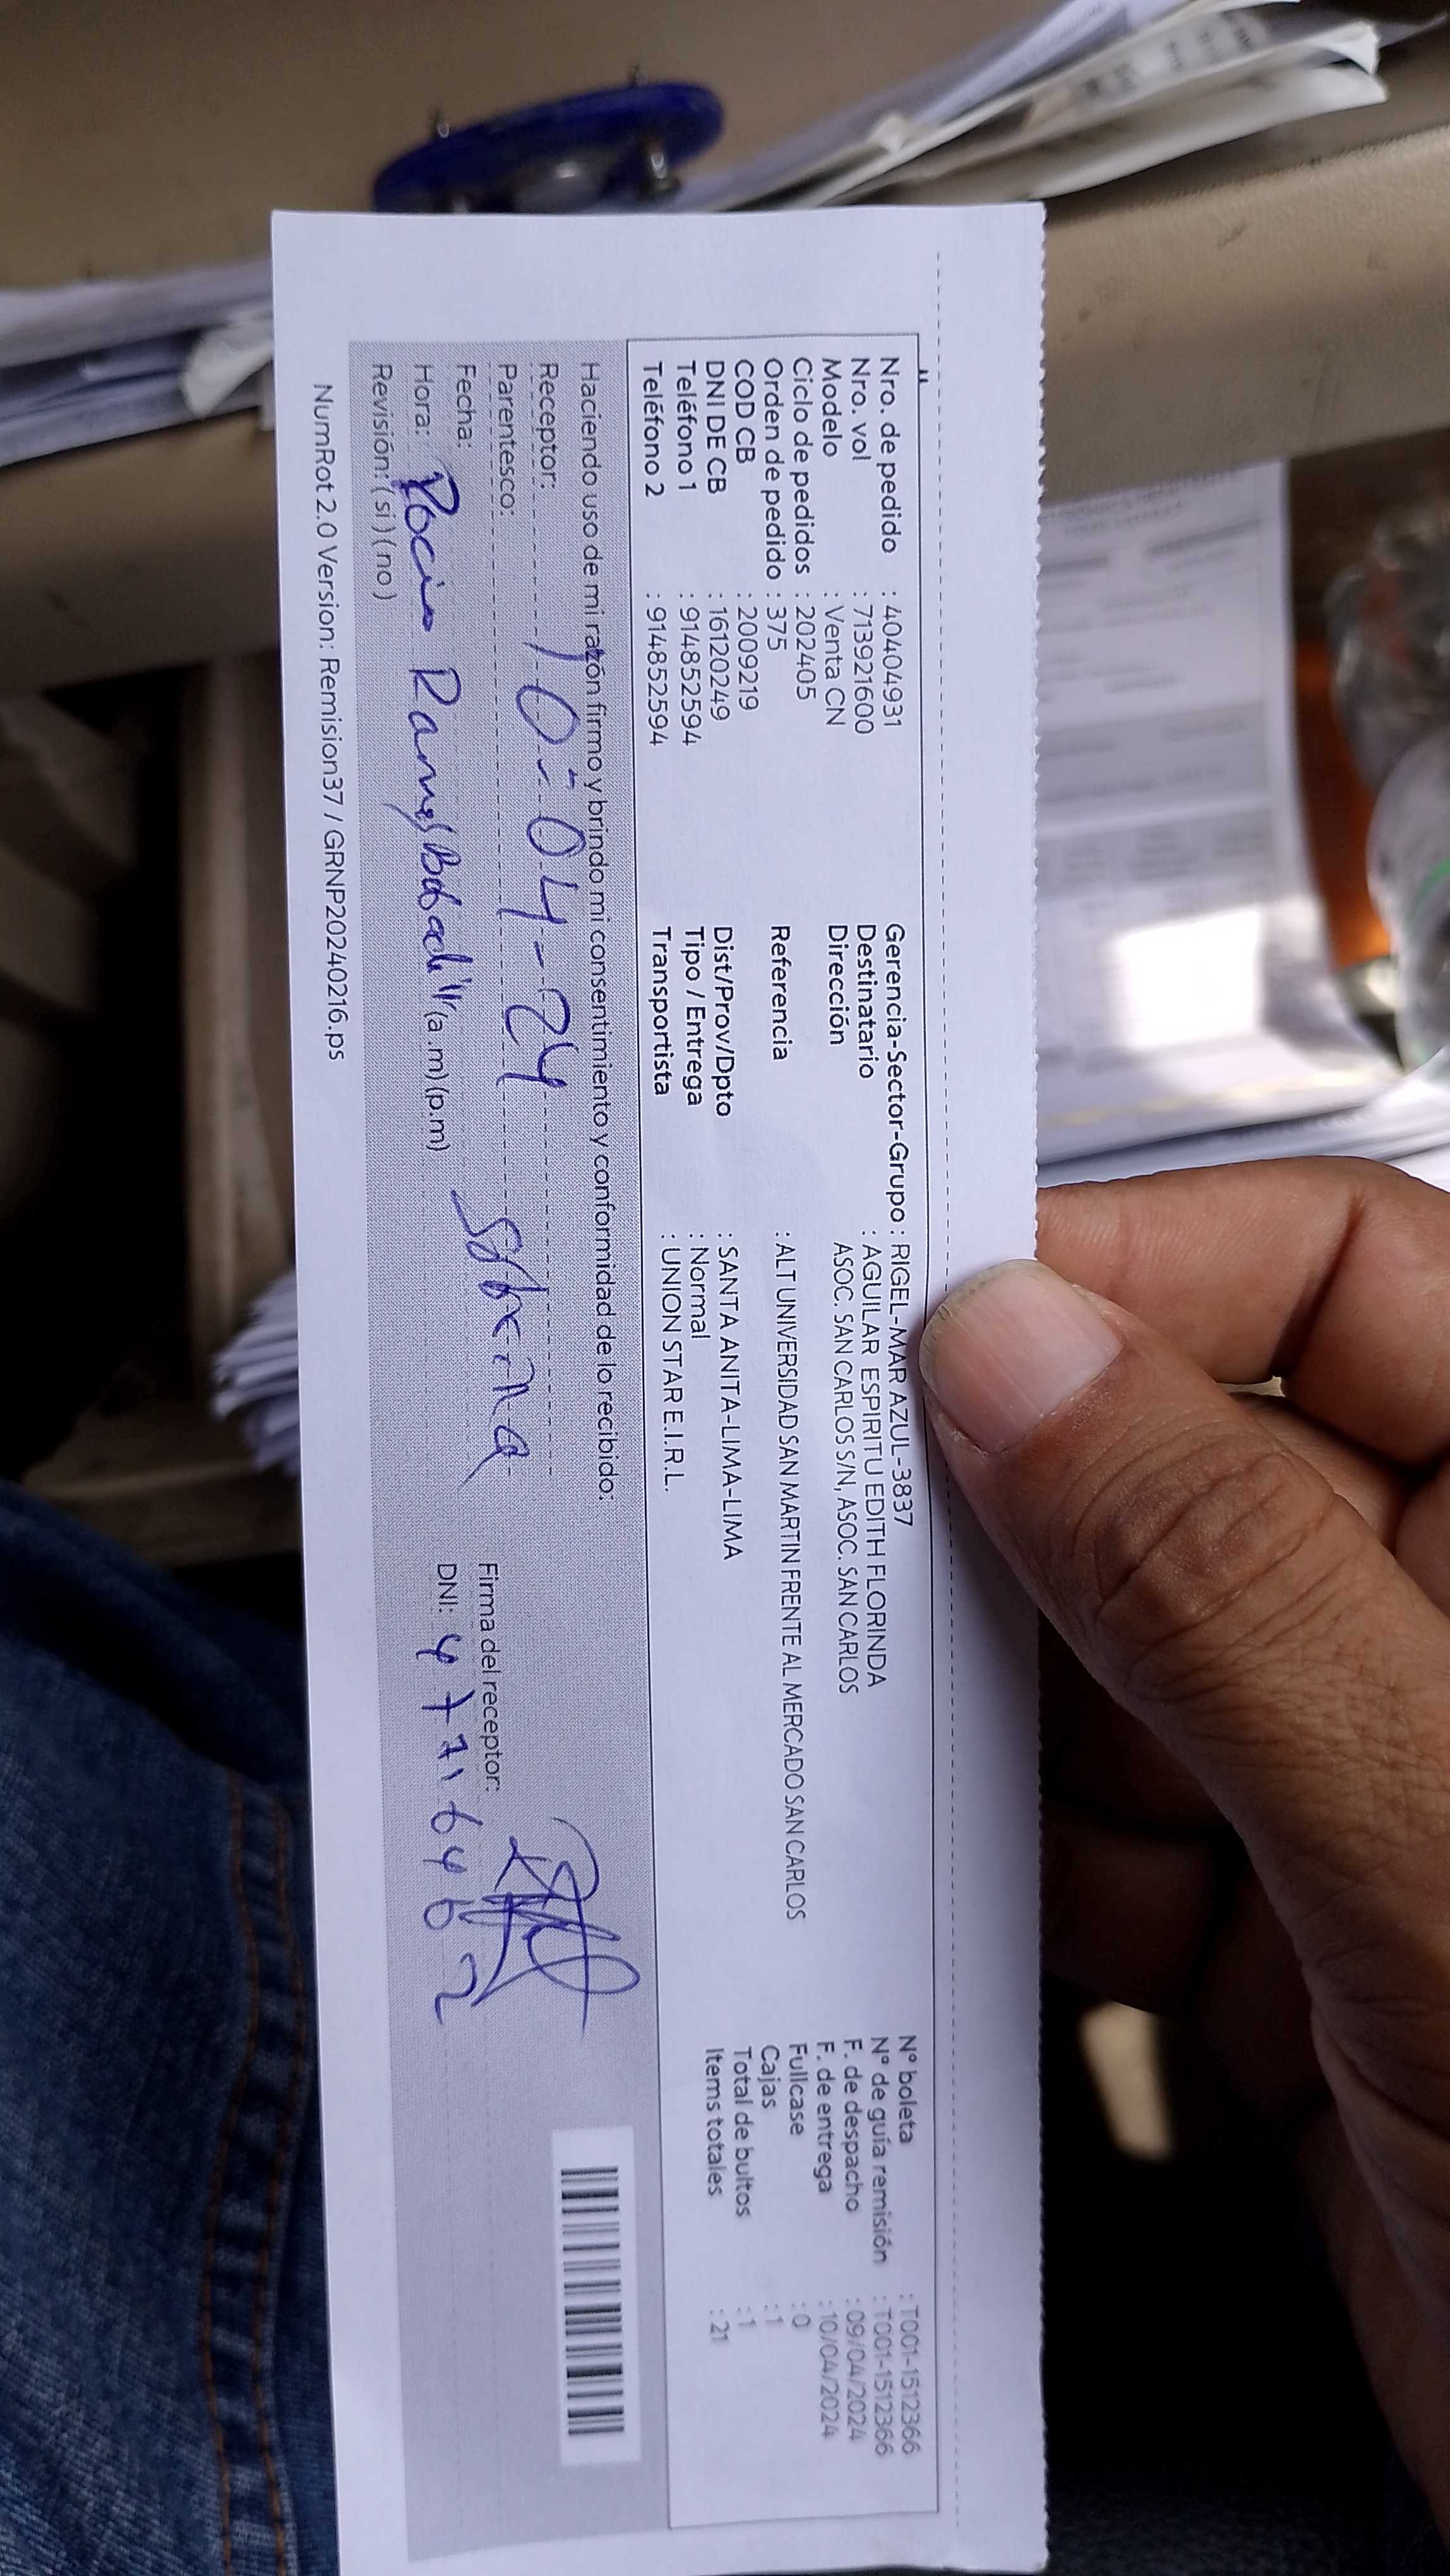 Nro. de pedido : 40404931
Nro. vol : 713921600
Modelo : Venta CN
Ciclo de pedidos : 202405
Orden de pedido : 375
COD CB : 2009219
DNI DE CB : 16120249
Teléfono 1 : 914852594
Teléfono 2 : 914852594
Gerencia-Sector-Grupo : RIGEL-MAR AZUL-3837
Destinatario : AGUILAR ESPIRITU EDITH FLORINDA
Dirección ASOC. SAN CARLOS S/N, ASOC. SAN CARLOS
Referencia : ALT UNIVERSIDAD SAN MARTIN FRENTE AL MERCADO SAN CARLOS
Dist/Prov/Dpto : SANTA ANITA-LIMA-LIMA
Tipo / Entrega : Normal
Transportista : UNION STAR E.I.R.L.
N° boleta : T001-1512366
N° de guía remisión : T001-1512366
F. de despacho : 09/04/2024
F. de entrega : 10/04/2024
Fullcase : 0
Cajas : 1
Total de bultos : 1
Items totales : 21
Haciendo uso de mi razón firmo y brindo mi consentimiento y conformidad de lo recibido:
Receptor: 10-04-24
Parentesco:
Fecha:
Hora: Rocio Ramos (a.m) (p.m)
Revisión: (si) (no)
Firma del receptor:
DNI: 47716462
NumRot 2.0 Version: Remision37 / GRNP20240216.ps